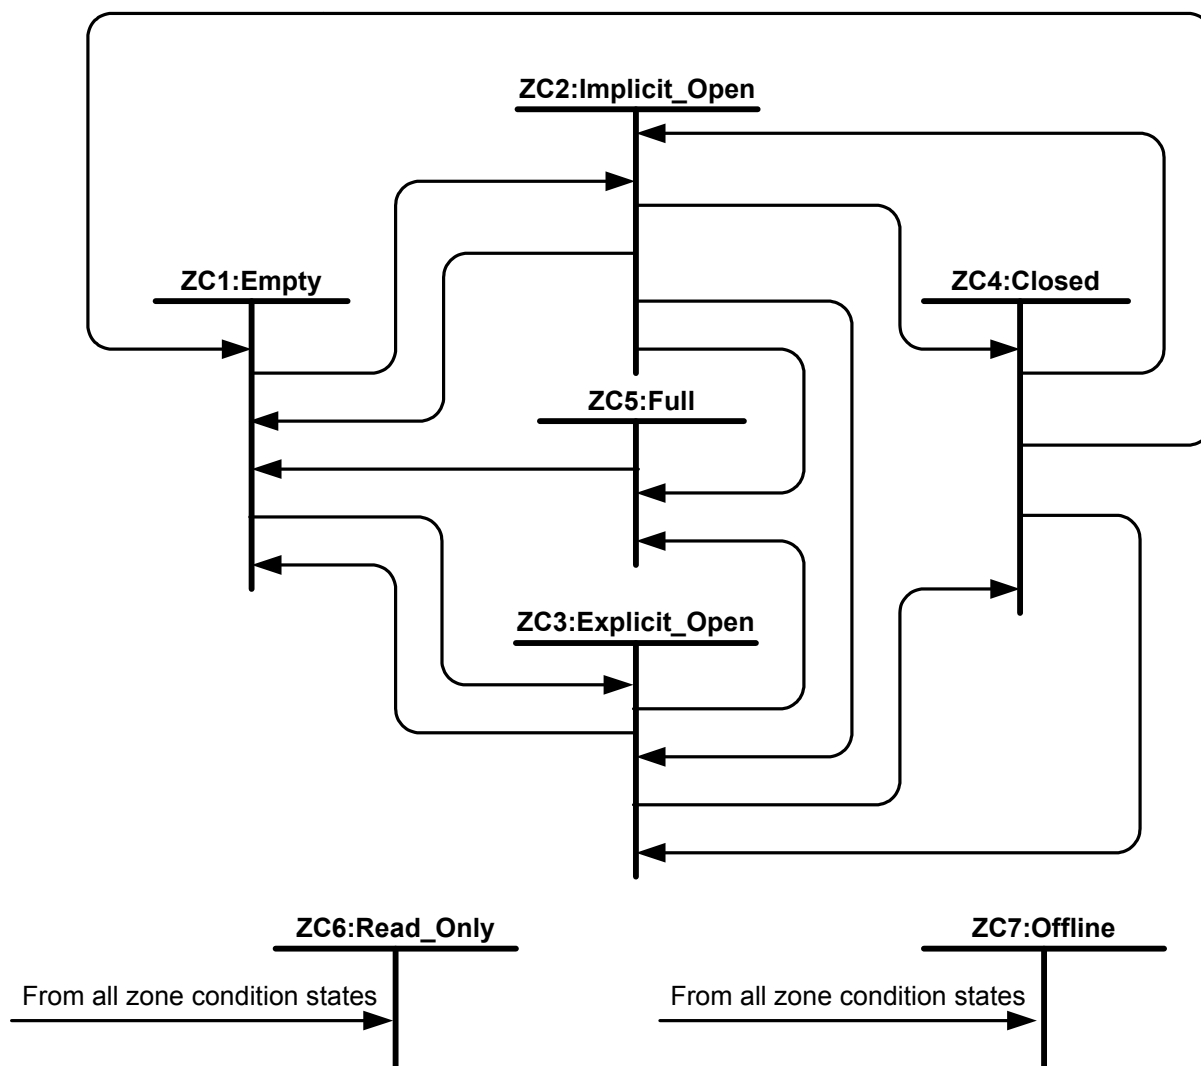 ZC2:Implicit_Open
ZC1:Empty
ZC4:Closed
ZC5:Full
ZC3:Explicit_Open
ZC6:Read_Only
ZC7:Offline
From all zone condition states
From all zone condition states